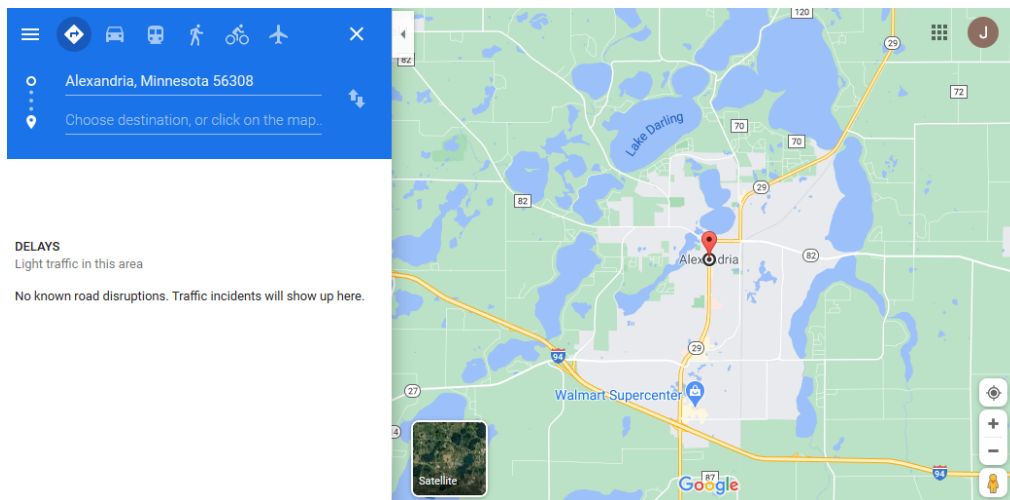 Alexandria, Minnesota 56308
Choose destination, or click on the map...
DELAYS
Light traffic in this area
No known road disruptions. Traffic incidents will show up here.
82
120
29
J
72
Lake Darling
70
70
29
82
Alexandria
82
94
29
27
Walmart Supercenter
Satellite
87
Google
94